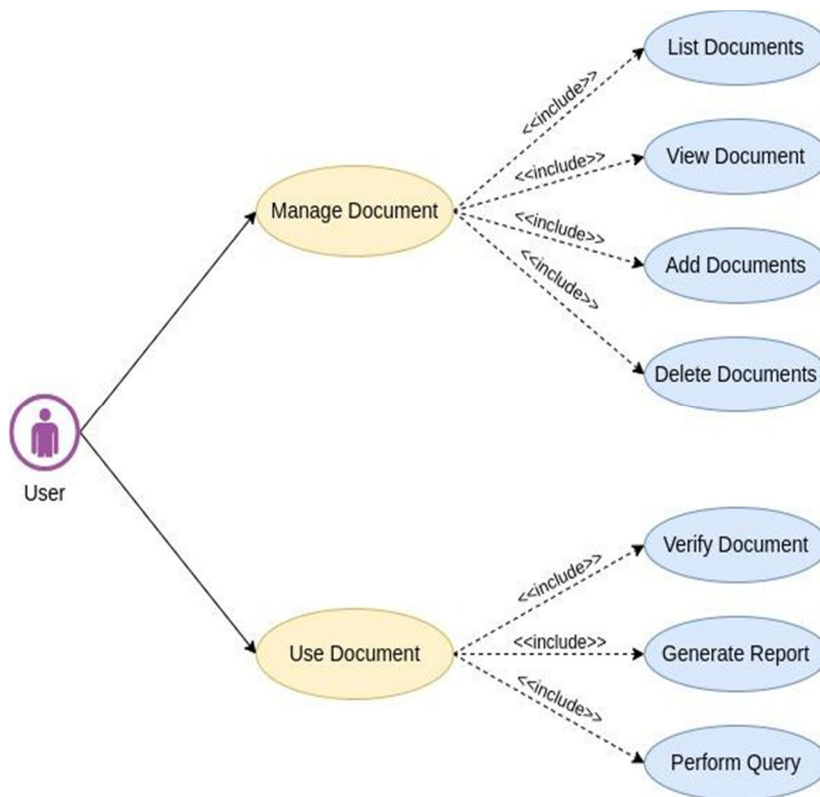 List Documents
<<include>>
View Document
<<include>>
Manage Document
<<include>>
Add Documents
<<include>>
Delete Documents
User
Verify Document
<<include>>
Use Document
<<include>>
Generate Report
<<include>>
Perform Query